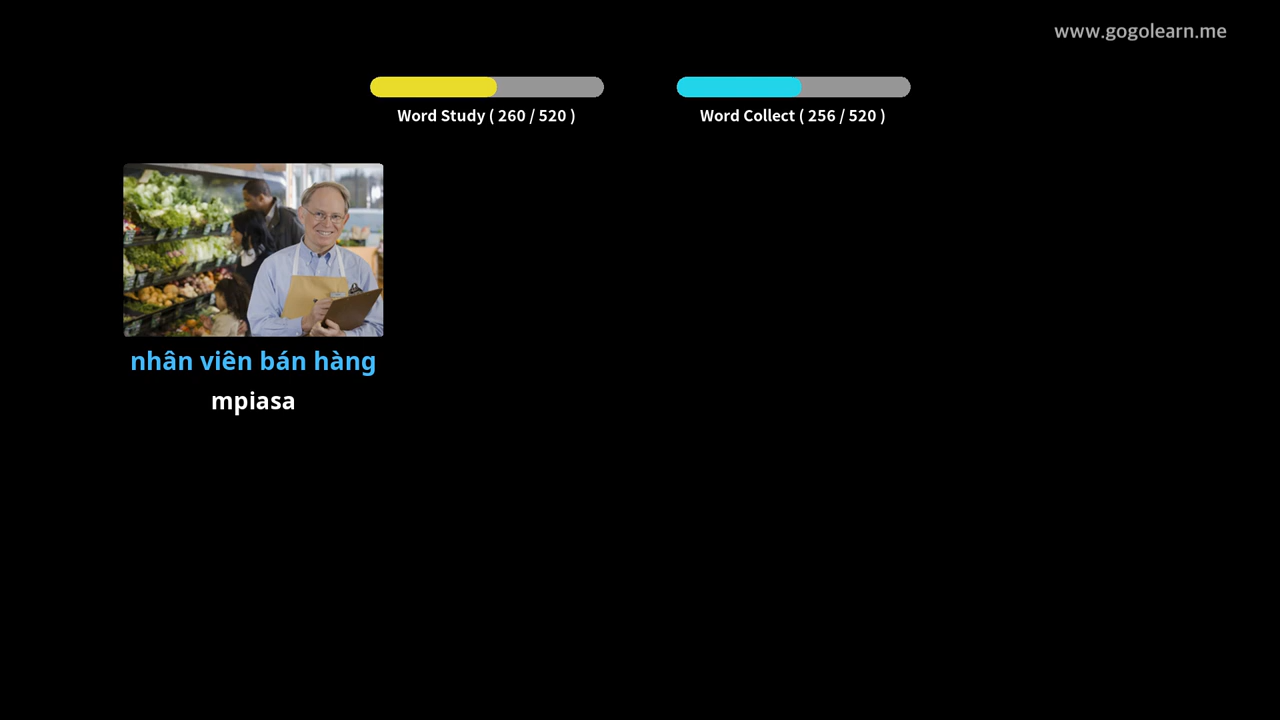 www.gogolearn.me
Word Study ( 260 / 520 )
Word Collect ( 256 / 520 )
nhân viên bán hàng
mpiasa